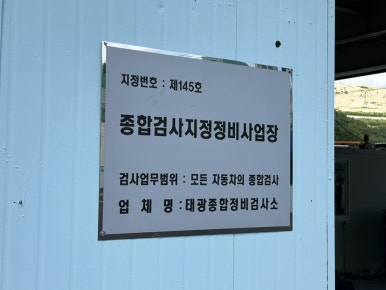 지정번호 : 제145호
종합검사지정정비사업장
검사업무범위 : 모든 자동차의 종합검사
업 체 명 : 태광종합정비검사소